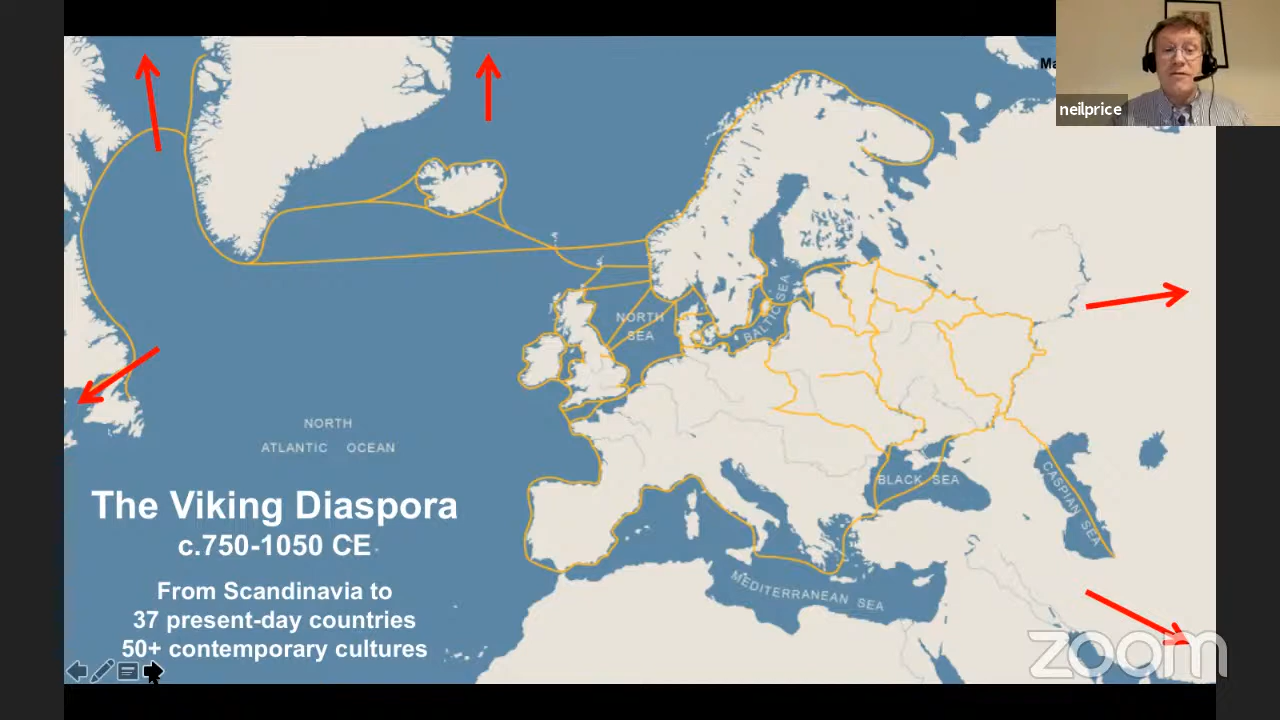 Ma
neilprice
NORTH
SEA
BALTIC SEA
NORTH
ATLANTIC OCEAN
BLACK SEA
CASPIAN SEA
The Viking Diaspora
c.750-1050 CE
MEDITERRANEAN SEA
From Scandinavia to
37 present-day countries
50+ contemporary cultures
zoom